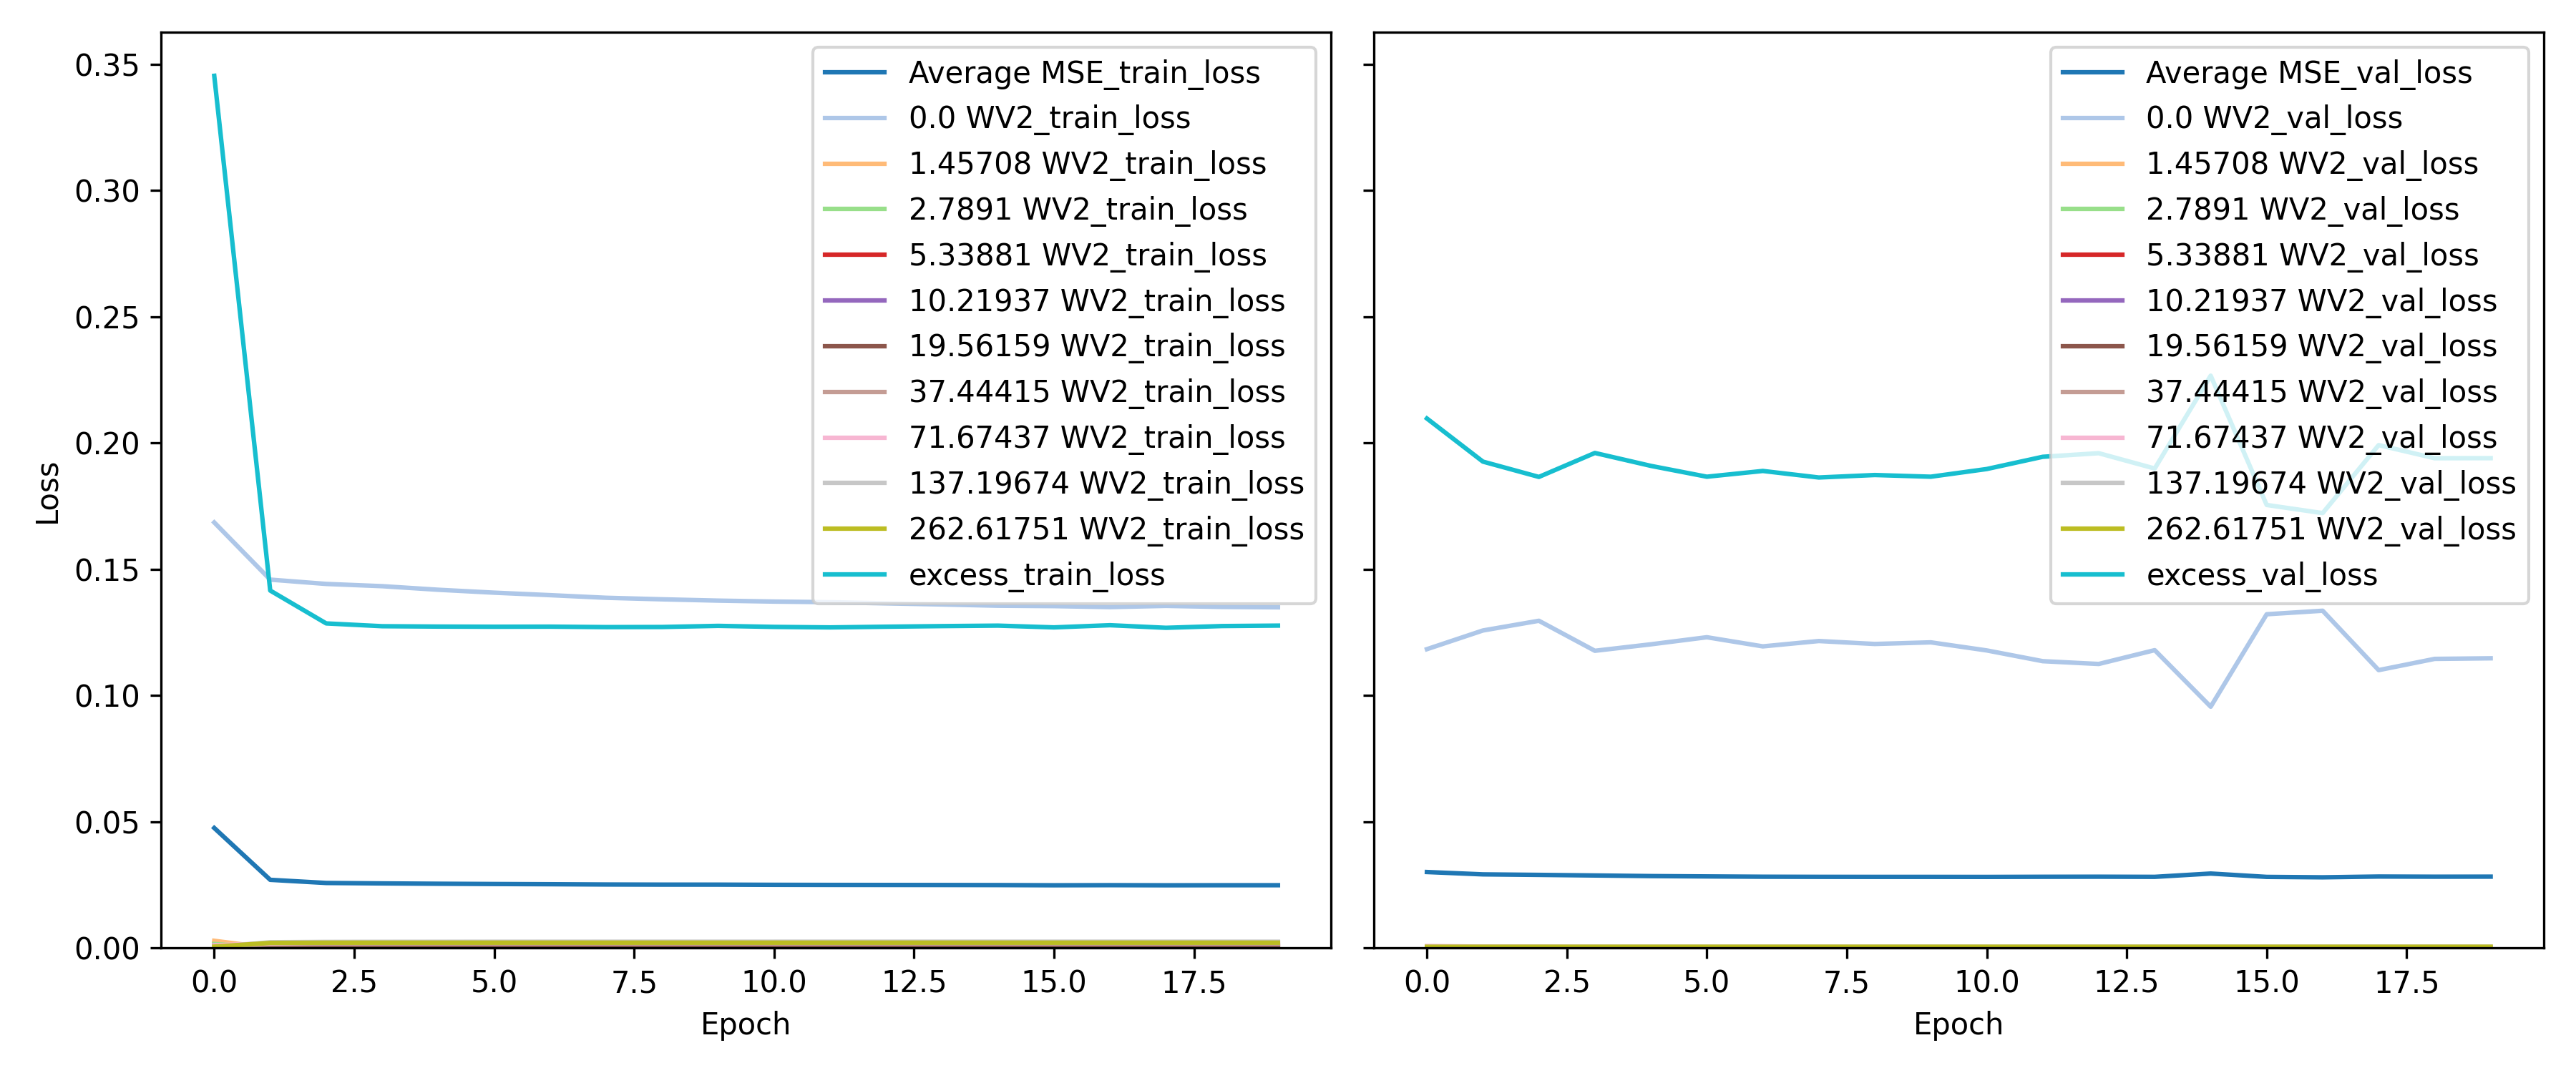 Loss
0.35
0.30
0.25
0.20
0.15
0.10
0.05
0.00
Average MSE_train_loss
0.0 WV2_train_loss
1.45708 WV2_train_loss
2.7891 WV2_train_loss
5.33881 WV2_train_loss
10.21937 WV2_train_loss
19.56159 WV2_train_loss
37.44415 WV2_train_loss
71.67437 WV2_train_loss
137.19674 WV2_train_loss
262.61751 WV2_train_loss
excess_train_loss
0.0 2.5 5.0 7.5 10.0 12.5 15.0 17.5
Epoch
Average MSE_val_loss
0.0 WV2_val_loss
1.45708 WV2_val_loss
2.7891 WV2_val_loss
5.33881 WV2_val_loss
10.21937 WV2_val_loss
19.56159 WV2_val_loss
37.44415 WV2_val_loss
71.67437 WV2_val_loss
137.19674 WV2_val_loss
262.61751 WV2_val_loss
excess_val_loss
0.0 2.5 5.0 7.5 10.0 12.5 15.0 17.5
Epoch